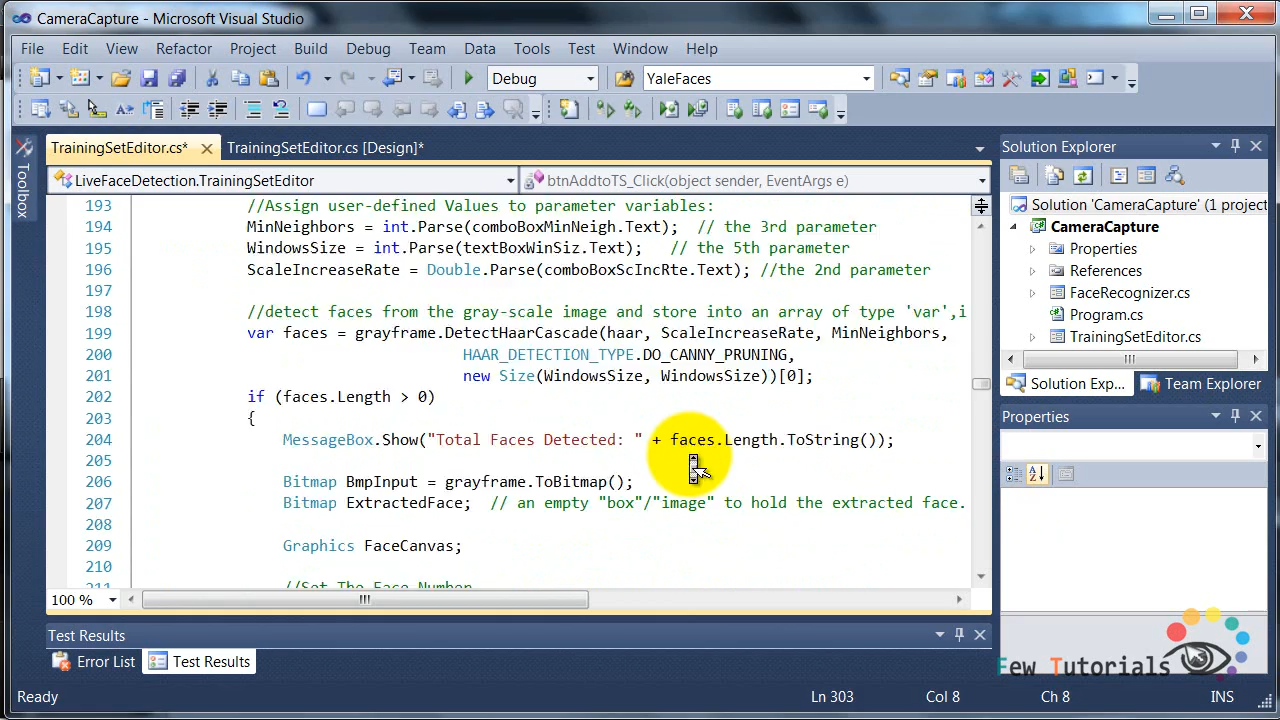 CameraCapture - Microsoft Visual Studio
File Edit View Refactor Project Build Debug Team Data Tools Test Window Help
Debug YaleFaces
TrainingSetEditor.cs* TrainingSetEditor.cs [Design]*
LiveFaceDetection.TrainingSetEditor btnAddtoTS_Click(object sender, EventArgs e)
Toolbox
193 //Assign user-defined Values to parameter variables:
194 MinNeighbors = int.Parse(comboBoxMinNeigh.Text); // the 3rd parameter
195 WindowsSize = int.Parse(textBoxWinSiz.Text); // the 5th parameter
196 ScaleIncreaseRate = Double.Parse(comboBoxScIncRte.Text); //the 2nd parameter
197
198 //detect faces from the gray-scale image and store into an array of type 'var',i
199 var faces = grayframe.DetectHaarCascade(haar, ScaleIncreaseRate, MinNeighbors,
200 HAAR_DETECTION_TYPE.DO_CANNY_PRUNING,
201 new Size(WindowsSize, WindowsSize))[0];
202 if (faces.Length > 0)
203 {
204 MessageBox.Show("Total Faces Detected: " + faces.Length.ToString());
205
206 Bitmap BmpInput = grayframe.ToBitmap();
207 Bitmap ExtractedFace; // an empty "box"/"image" to hold the extracted face.
208
209 Graphics FaceCanvas;
210
211 //Set The Face Number
100 %
Solution Explorer
Solution 'CameraCapture' (1 project
CameraCapture
Properties
References
FaceRecognizer.cs
Program.cs
TrainingSetEditor.cs
Solution Exp... Team Explorer
Properties
Test Results
Error List Test Results
Few Tutorials
Ready Ln 303 Col 8 Ch 8 INS